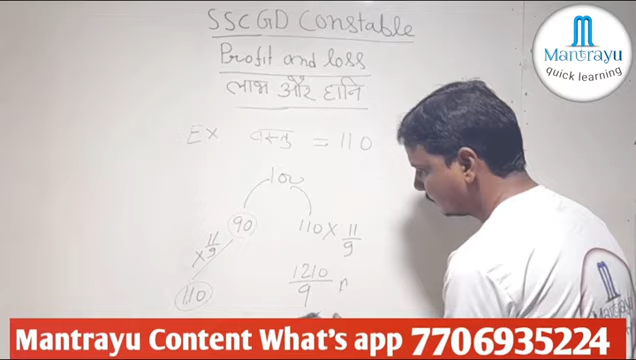 SSC GD Constable
Profit and loss
लाभ और हानि
Mantrayu
quick learning
Ex वस्तु = 110
100
90 110 × 11/9
× 11/9
110 1210/9
Mantrayu Content What's app 7706935224